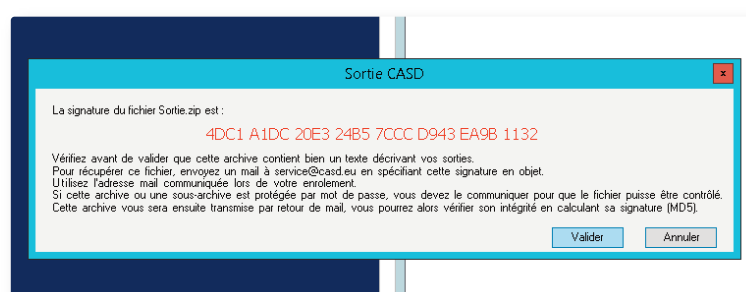 Sortie CASD
x
La signature du fichier Sortie.zip est :
4DC1 A1DC 20E3 24B5 7CCC D943 EA9B 1132
Vérifiez avant de valider que cette archive contient bien un texte décrivant vos sorties.
Pour récupérer ce fichier, envoyez un mail à service@casd.eu en spécifiant cette signature en objet.
Utilisez l'adresse mail communiquée lors de votre enrolement.
Si cette archive ou une sous-archive est protégée par mot de passe, vous devez le communiquer pour que le fichier puisse être contrôlé.
Cette archive vous sera ensuite transmise par retour de mail, vous pourrez alors vérifier son intégrité en calculant sa signature (MD5).
Valider
Annuler